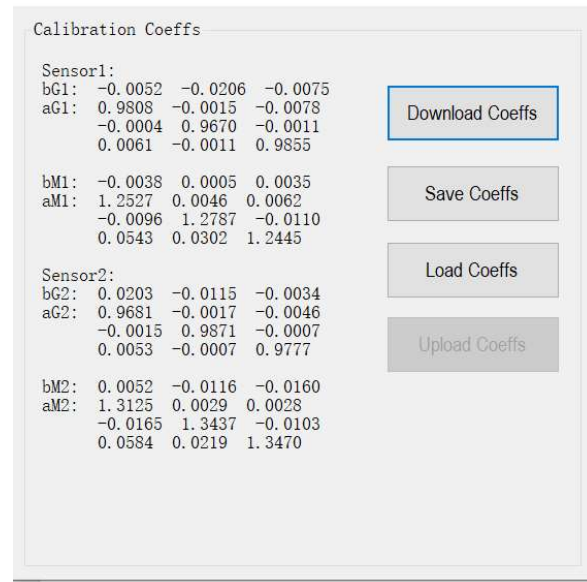 Calibration Coeffs
Sensor1:
bG1: -0.0052 -0.0206 -0.0075
aG1: 0.9808 -0.0015 -0.0078
-0.0004 0.9670 -0.0011
0.0061 -0.0011 0.9855
bM1: -0.0038 0.0005 0.0035
aM1: 1.2527 0.0046 0.0062
-0.0096 1.2787 -0.0110
0.0543 0.0302 1.2445
Sensor2:
bG2: 0.0203 -0.0115 -0.0034
aG2: 0.9681 -0.0017 -0.0046
-0.0015 0.9871 -0.0007
0.0053 -0.0007 0.9777
bM2: 0.0052 -0.0116 -0.0160
aM2: 1.3125 0.0029 0.0028
-0.0165 1.3437 -0.0103
0.0584 0.0219 1.3470
Download Coeffs
Save Coeffs
Load Coeffs
Upload Coeffs